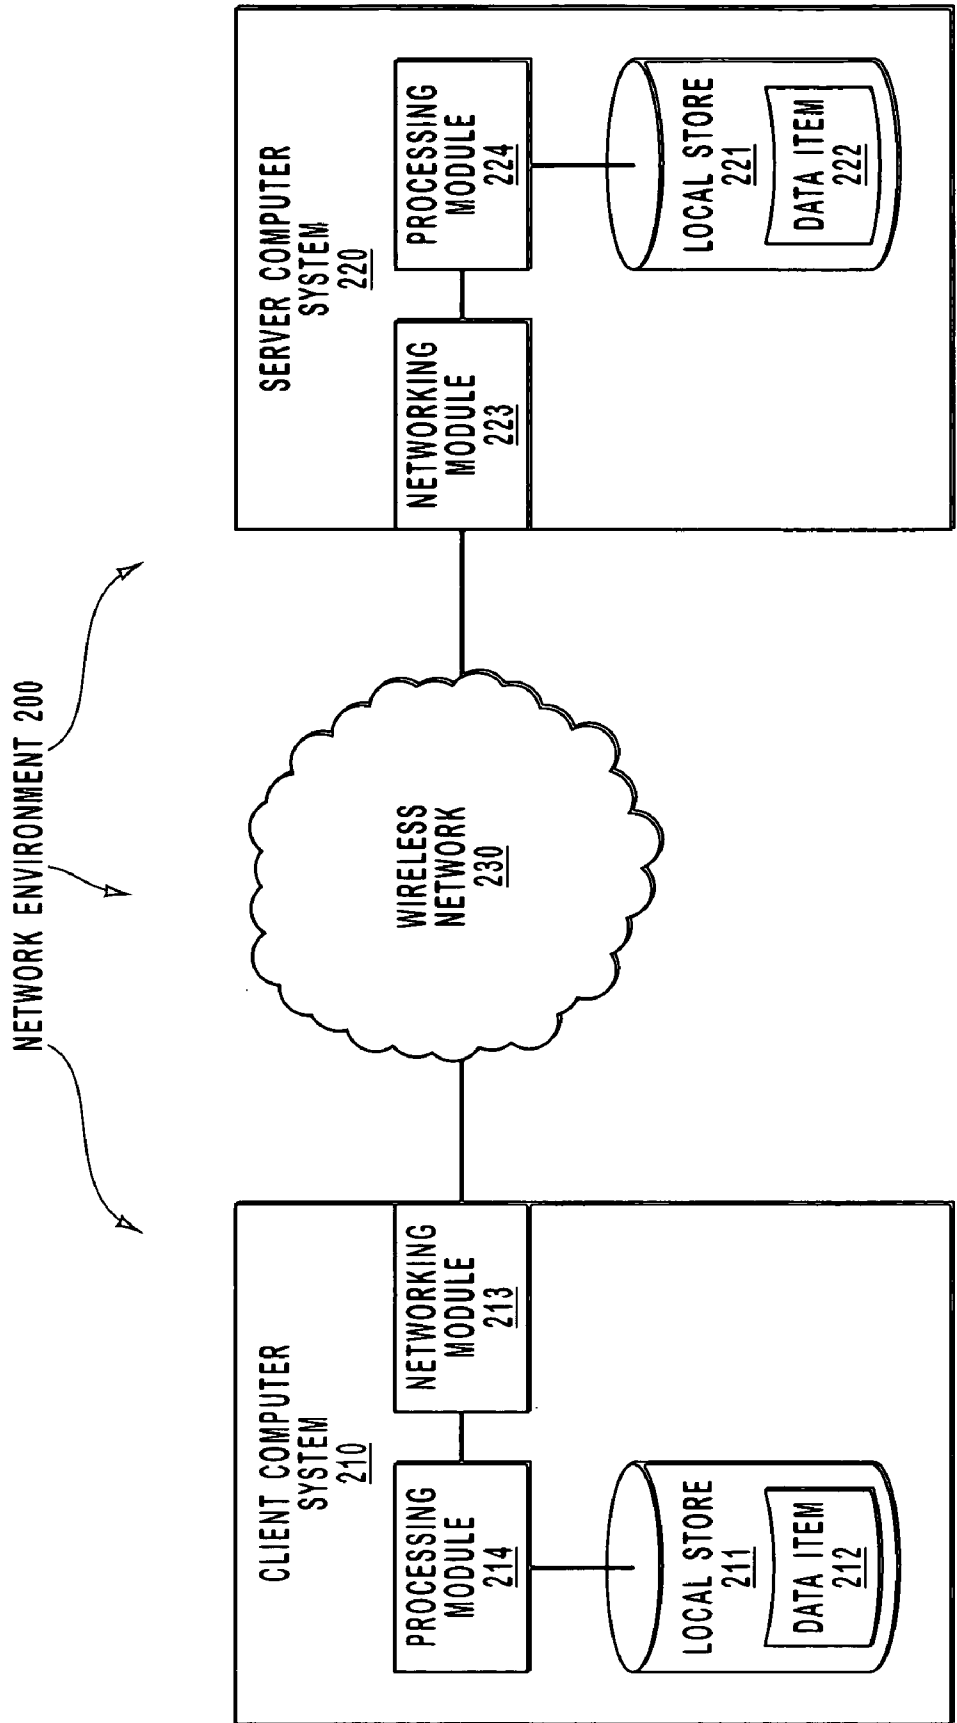 NETWORK ENVIRONMENT 200
CLIENT COMPUTER
SYSTEM
210
PROCESSING
MODULE
214
NETWORKING
MODULE
213
LOCAL STORE
211
DATA ITEM
212
WIRELESS
NETWORK
230
SERVER COMPUTER
SYSTEM
220
NETWORKING
MODULE
223
PROCESSING
MODULE
224
LOCAL STORE
221
DATA ITEM
222